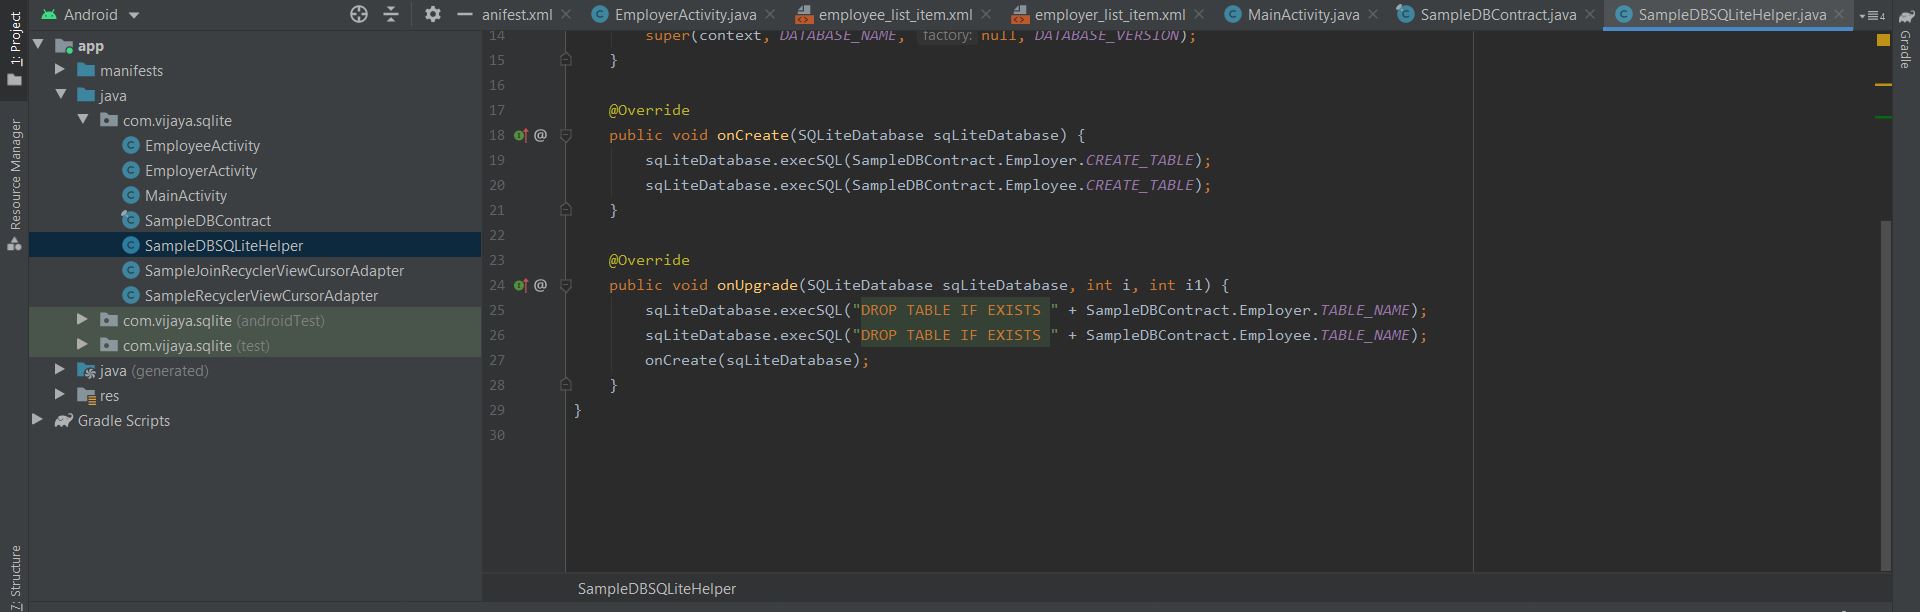 1: Project
Resource Manager
7: Structure
Android
app
manifests
java
com.vijaya.sqlite
EmployeeActivity
EmployerActivity
MainActivity
SampleDBContract
SampleDBSQLiteHelper
SampleJoinRecyclerViewCursorAdapter
SampleRecyclerViewCursorAdapter
com.vijaya.sqlite (androidTest)
com.vijaya.sqlite (test)
java (generated)
res
Gradle Scripts
anifest.xml EmployerActivity.java employee_list_item.xml employer_list_item.xml MainActivity.java SampleDBContract.java SampleDBSQLiteHelper.java 4
14 super(context, DATABASE_NAME, factory: null, DATABASE_VERSION);
15 }
16
17 @Override
18 @ public void onCreate(SQLiteDatabase sqLiteDatabase) {
19 sqLiteDatabase.execSQL(SampleDBContract.Employer.CREATE_TABLE);
20 sqLiteDatabase.execSQL(SampleDBContract.Employee.CREATE_TABLE);
21 }
22
23 @Override
24 @ public void onUpgrade(SQLiteDatabase sqLiteDatabase, int i, int i1) {
25 sqLiteDatabase.execSQL("DROP TABLE IF EXISTS " + SampleDBContract.Employer.TABLE_NAME);
26 sqLiteDatabase.execSQL("DROP TABLE IF EXISTS " + SampleDBContract.Employee.TABLE_NAME);
27 onCreate(sqLiteDatabase);
28 }
29 }
30
SampleDBSQLiteHelper
Gradle